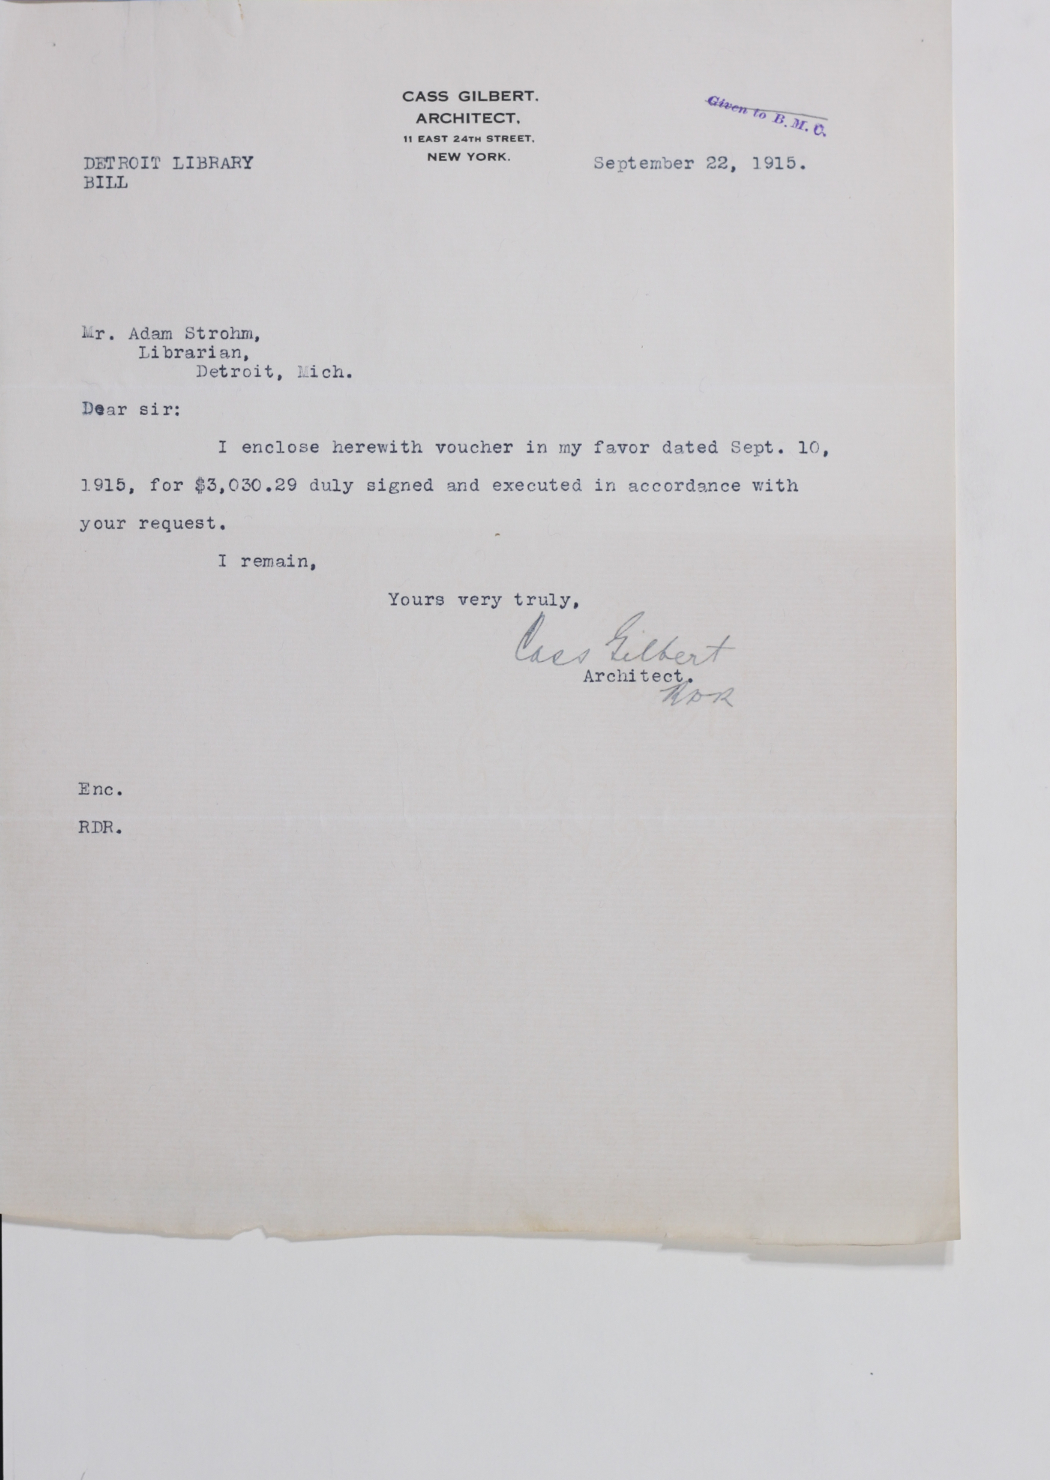 CASS GILBERT.
ARCHITECT,
11 EAST 24TH STREET,
NEW YORK.
Given to B. M. C.
DETROIT LIBRARY
BILL
September 22, 1915.
Mr. Adam Strohm,
Librarian,
Detroit, Mich.
Dear sir:
I enclose herewith voucher in my favor dated Sept. 10,
1915, for $3,030.29 duly signed and executed in accordance with
your request.
I remain,
Yours very truly,
Cass Gilbert
Architect.
RDR
Enc.
RDR.